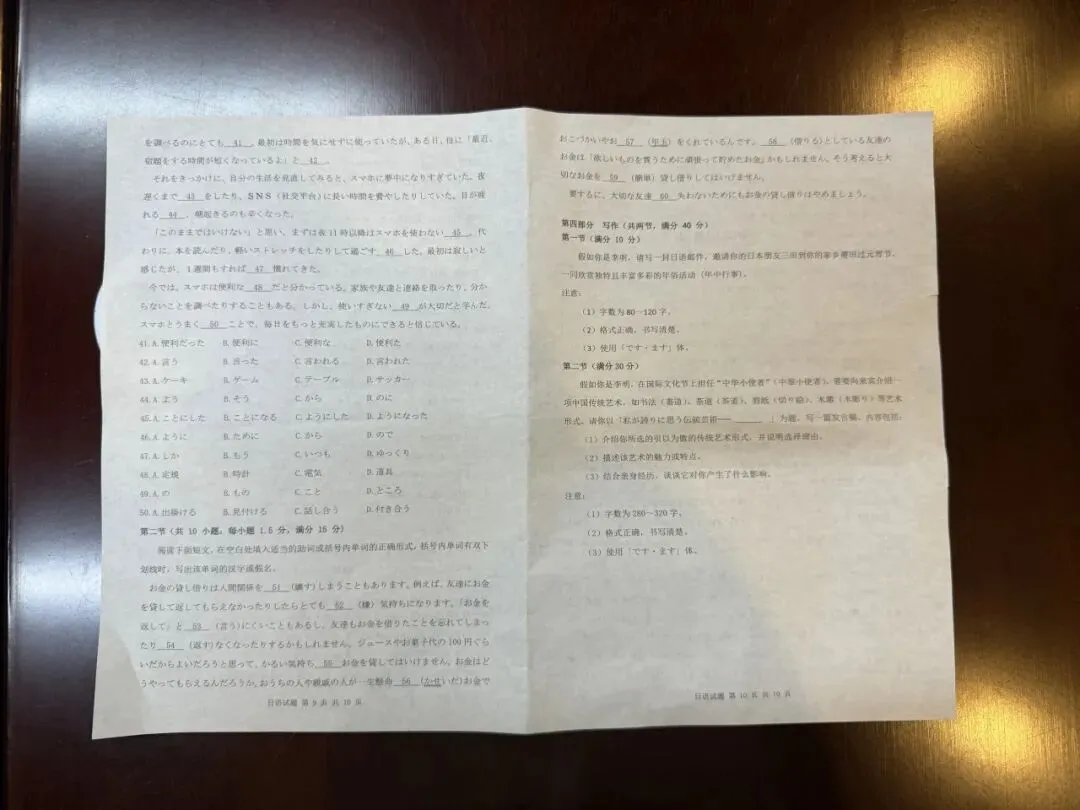 を調べるのにとても　41　。最初は時間を気にせずに使っていたが、ある日、母に「最近、
宿題をする時間が短くなっているよ」と　42　。
それをきっかけに、自分の生活を見直してみると、スマホに夢中になりすぎていた。夜
遅くまで　43　をしたり、SNS（社交平台）に長い時間を費やしたりしていた。目が疲
れる　44　、朝起きるのも辛くなった。
「このままではいけない」と思い、まずは夜11時以降はスマホを使わない　45　。代
わりに、本を読んだり、軽いストレッチをしたりして過ごす　46　した。最初は寂しいと
感じたが、1週間もすれば　47　慣れてきた。
今では、スマホは便利な　48　だと分かっている。家族や友達と連絡を取ったり、分か
らないことを調べたりすることもある。しかし、使いすぎない　49　が大切だと学んだ。
スマホとうまく　50　ことで、毎日をもっと充実したものにできると信じている。
41. A. 便利だった　B. 便利に　C. 便利な　D. 便利た
42. A. 言う　B. 言った　C. 言われる　D. 言われた
43. A. ケーキ　B. ゲーム　C. テーブル　D. サッカー
44. A. よう　B. そう　C. から　D. のに
45. A. ことにした　B. ことになる　C. ようにした　D. ようになった
46. A. ように　B. ために　C. から　D. ので
47. A. しか　B. もう　C. いつも　D. ゆっくり
48. A. 定規　B. 時計　C. 電気　D. 道具
49. A. の　B. もの　C. こと　D. ところ
50. A. 出掛ける　B. 見付ける　C. 話し合う　D. 付き合う
第二节（共 10 小题；每小题 1.5 分，满分 15 分）
阅读下面短文，在空白处填入适当的助词或括号内单词的正确形式。括号内单词有双下
划线时，写出该单词的汉字或假名。
お金の貸し借りは人間関係を　51　（壊す）しまうこともあります。例えば、友達にお金
を貸して返してもらえなかったりしたらとても　52　（嫌）気持ちになります。「お金を
返して」と　53　（言う）にくいこともあるし、友達もお金を借りたことを忘れてしまっ
たり　54　（返す）なくなったりするかもしれません。ジュースやお菓子代の100円ぐら
いだからよいだろうと思って、かるい気持ち　55　お金を貸してはいけません。お金はど
うやってもらえるんだろうか。おうちの人や親戚の人が一生懸命　56　（かせいだ）お金で
日语试题 第 9 页 共 10 页
おこづかいやお　57　（年玉）をくれているんです。　58　（借りる）としている友達の
お金は「欲しいものを買うために頑張って貯めたお金」かもしれません。そう考えると大
切なお金を　59　（簡単）貸し借りしてはいけません。
要するに、大切な友達　60　失わないためにもお金の貸し借りはやめましょう。
第四部分　写作（共两节，满分 40 分）
第一节（满分 10 分）
假如你是李明，请写一封日语邮件，邀请你的日本朋友三田到你的家乡莆田过元宵节，
一同欣赏独特且丰富多彩的年俗活动（年中行事）。
注意：
（1）字数为80～120字。
（2）格式正确，书写清楚。
（3）使用「です・ます」体。
第二节（满分30分）
假如你是李明，在国际文化节上担任“中华小使者”（中華小使者），需要向来宾介绍一
项中国传统艺术，如书法（書道）、茶道（茶道）、剪纸（切り絵）、木雕（木彫り）等艺术
形式。请你以「私が誇りに思う伝統芸術——＿＿＿＿」为题，写一篇发言稿。内容包括：
（1）介绍你所选的引以为傲的传统艺术形式，并说明选择理由。
（2）描述该艺术的魅力或特点。
（3）结合亲身经历，谈谈它对你产生了什么影响。
注意：
（1）字数为280～320字。
（2）格式正确，书写清楚。
（3）使用「です・ます」体。
日语试题 第 10 页 共 10 页